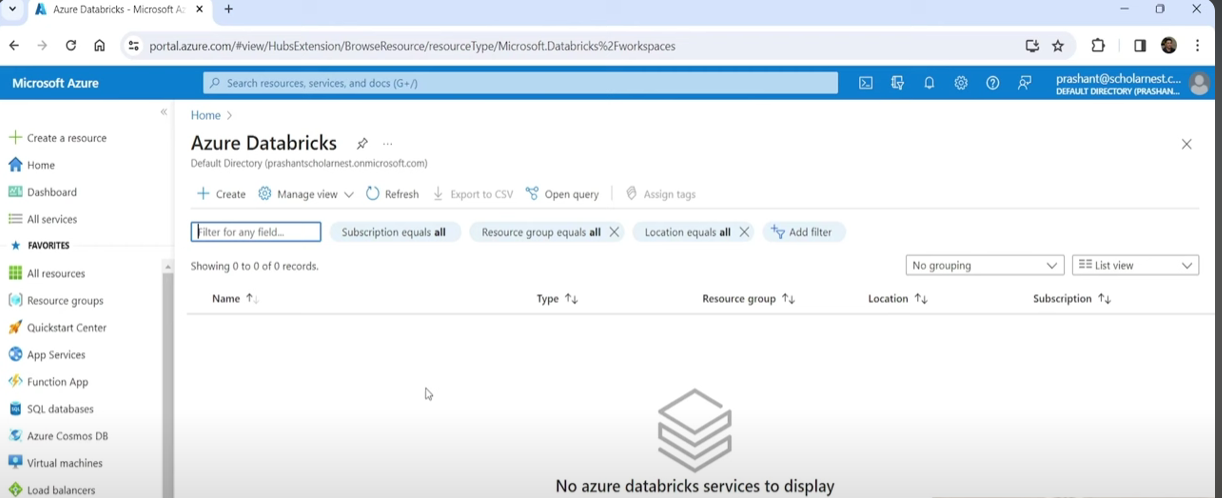 Azure Databricks - Microsoft Az
portal.azure.com/#view/HubsExtension/BrowseResource/resourceType/Microsoft.Databricks%2Fworkspaces
Microsoft Azure
Search resources, services, and docs (G+/)
prashant@scholarnest.c...
DEFAULT DIRECTORY (PRASHAN...
Create a resource
Home
Dashboard
All services
FAVORITES
All resources
Resource groups
Quickstart Center
App Services
Function App
SQL databases
Azure Cosmos DB
Virtual machines
Load balancers
Home >
Azure Databricks
Default Directory (prashantscholarnest.onmicrosoft.com)
Create Manage view Refresh Export to CSV Open query Assign tags
Filter for any field... Subscription equals all Resource group equals all Location equals all Add filter
Showing 0 to 0 of 0 records.
No grouping List view
Name Type Resource group Location Subscription
No azure databricks services to display